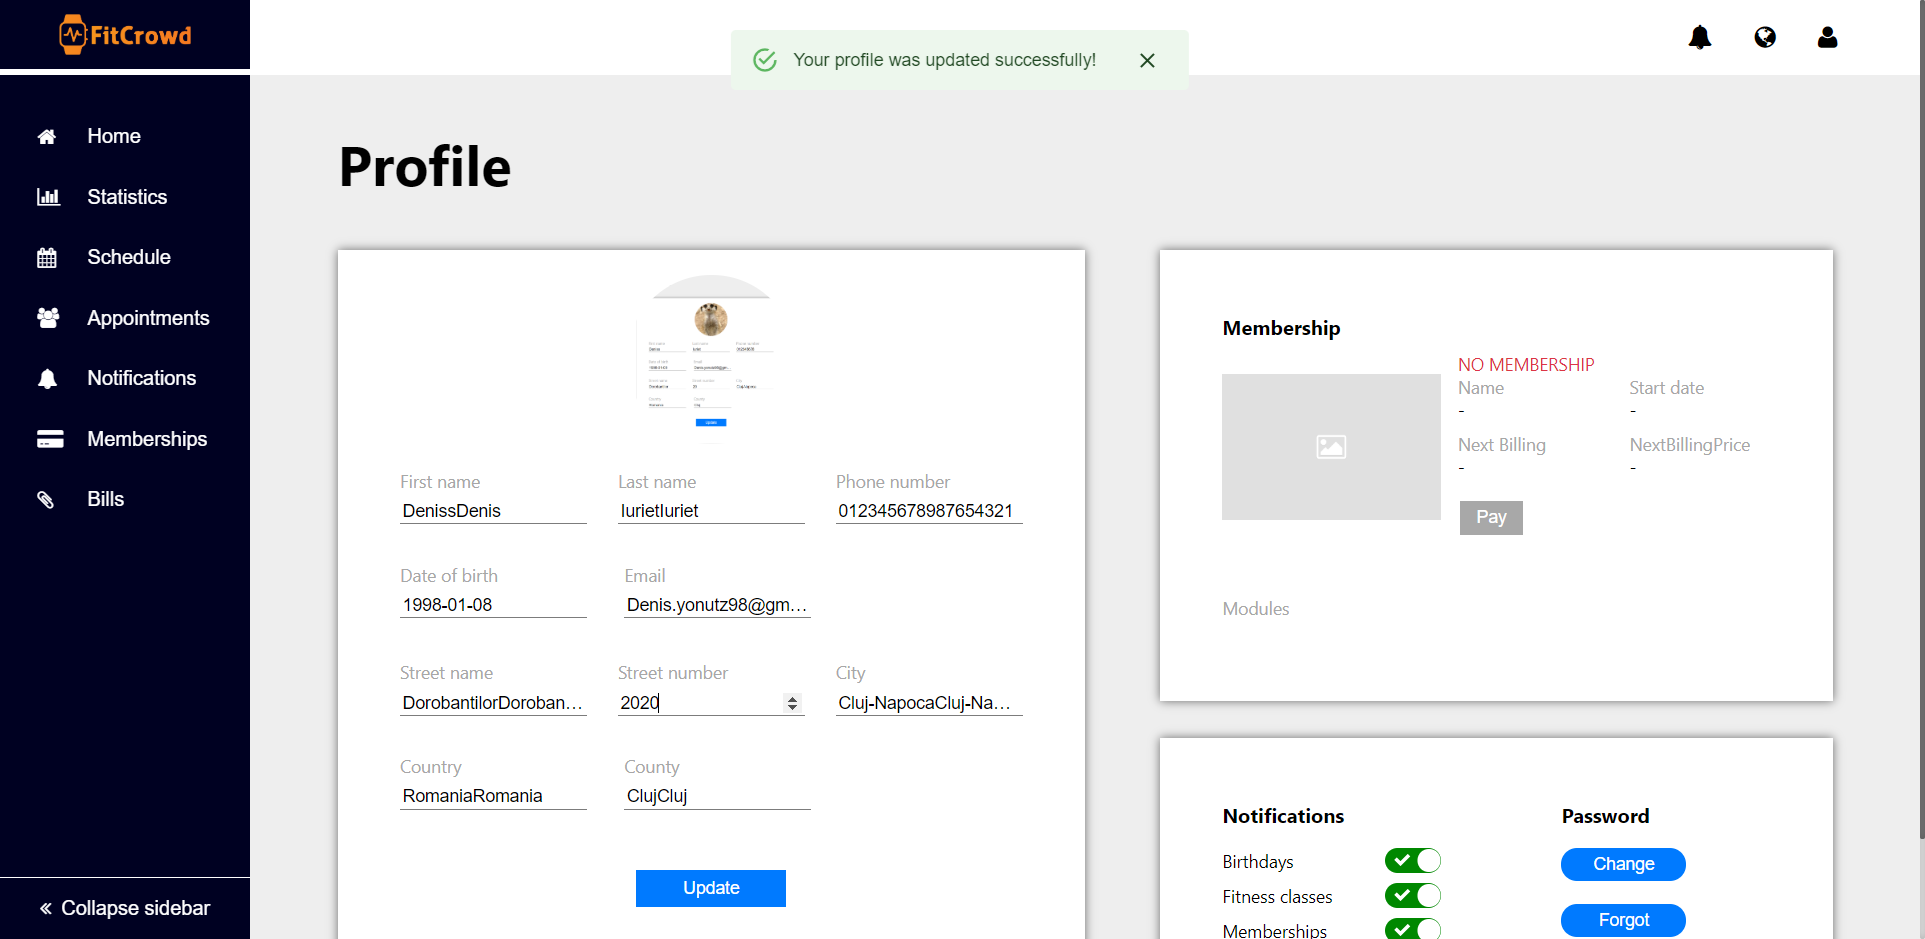 FitCrowd
Your profile was updated successfully!
Home
Statistics
Schedule
Appointments
Notifications
Memberships
Bills
Collapse sidebar
Profile
First name
Last name
Phone number
DenissDenis
IurietIuriet
012345678987654321
Date of birth
Email
1998-01-08
Denis.yonutz98@gm...
Street name
Street number
City
DorobantilorDoroban...
2020
Cluj-NapocaCluj-Na...
Country
County
RomaniaRomania
ClujCluj
Update
Membership
NO MEMBERSHIP
Name
Start date
-
-
Next Billing
NextBillingPrice
-
-
Pay
Modules
Notifications
Password
Birthdays
Change
Fitness classes
Memberships
Forgot